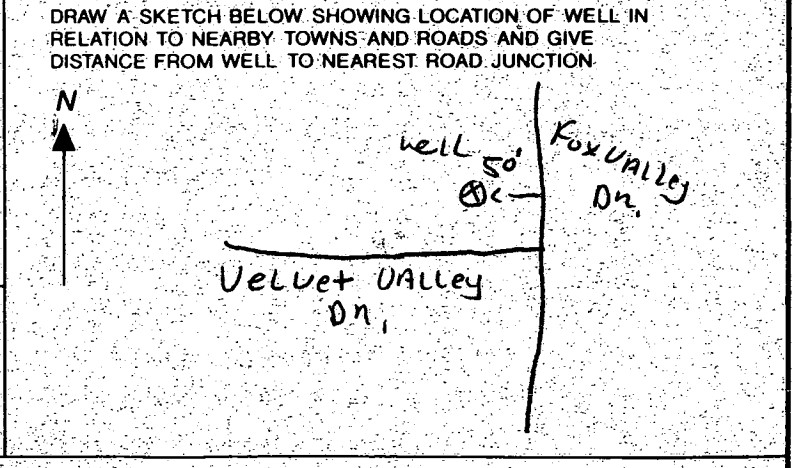 DRAW A SKETCH BELOW SHOWING LOCATION OF WELL IN
RELATION TO NEARBY TOWNS AND ROADS AND GIVE
DISTANCE FROM WELL TO NEAREST ROAD JUNCTION
N
well
50'
Fox Valley
Dr.
Velvet Valley
Dr.